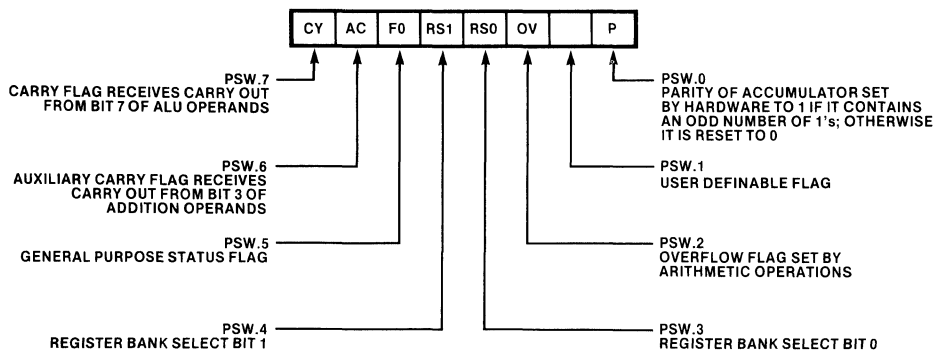 CY AC F0 RS1 RS0 OV P
PSW.7
CARRY FLAG RECEIVES CARRY OUT
FROM BIT 7 OF ALU OPERANDS
PSW.0
PARITY OF ACCUMULATOR SET
BY HARDWARE TO 1 IF IT CONTAINS
AN ODD NUMBER OF 1's; OTHERWISE
IT IS RESET TO 0
PSW.6
AUXILIARY CARRY FLAG RECEIVES
CARRY OUT FROM BIT 3 OF
ADDITION OPERANDS
PSW.1
USER DEFINABLE FLAG
PSW.5
GENERAL PURPOSE STATUS FLAG
PSW.2
OVERFLOW FLAG SET BY
ARITHMETIC OPERATIONS
PSW.4
REGISTER BANK SELECT BIT 1
PSW.3
REGISTER BANK SELECT BIT 0